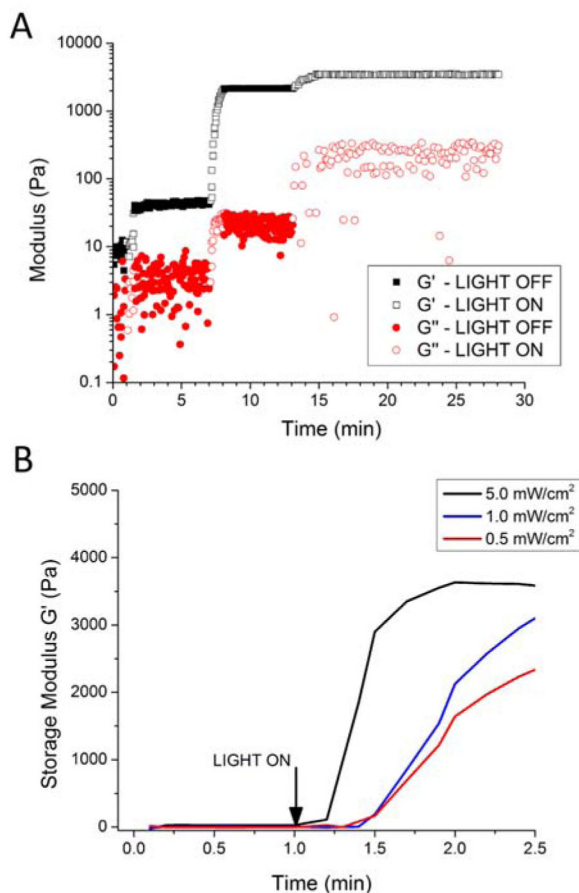 A
10000
1000
100
10
1
0.1
Modulus (Pa)
G' - LIGHT OFF
G' - LIGHT ON
G" - LIGHT OFF
G" - LIGHT ON
0 5 10 15 20 25 30
Time (min)
B
5000
4000
3000
2000
1000
0
Storage Modulus G'
(Pa)
5.0 mW/cm²
1.0 mW/cm²
0.5 mW/cm²
LIGHT ON
0.0 0.5 1.0 1.5 2.0 2.5
Time (min)